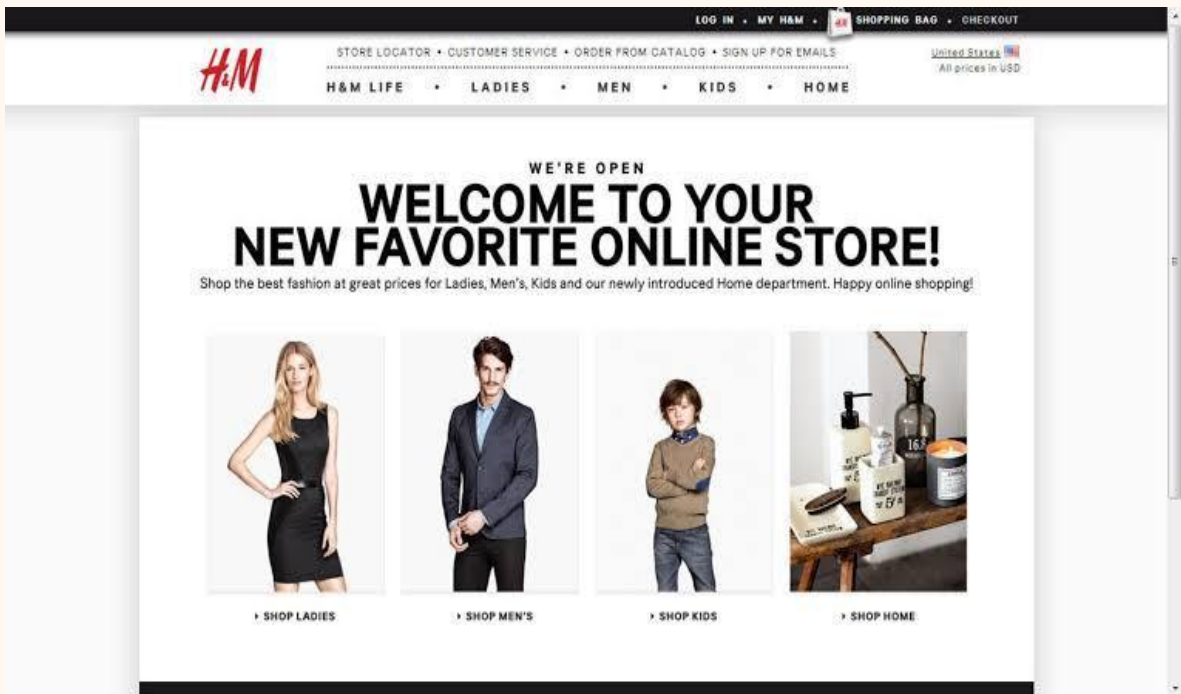 LOG IN • MY H&M • H&M SHOPPING BAG • CHECKOUT
H&M
STORE LOCATOR • CUSTOMER SERVICE • ORDER FROM CATALOG • SIGN UP FOR EMAILS
United States
All prices in USD
H&M LIFE • LADIES • MEN • KIDS • HOME
WE'RE OPEN
WELCOME TO YOUR
NEW FAVORITE ONLINE STORE!
Shop the best fashion at great prices for Ladies, Men's, Kids and our newly introduced Home department. Happy online shopping!
SHOP LADIES
SHOP MEN'S
SHOP KIDS
SHOP HOME